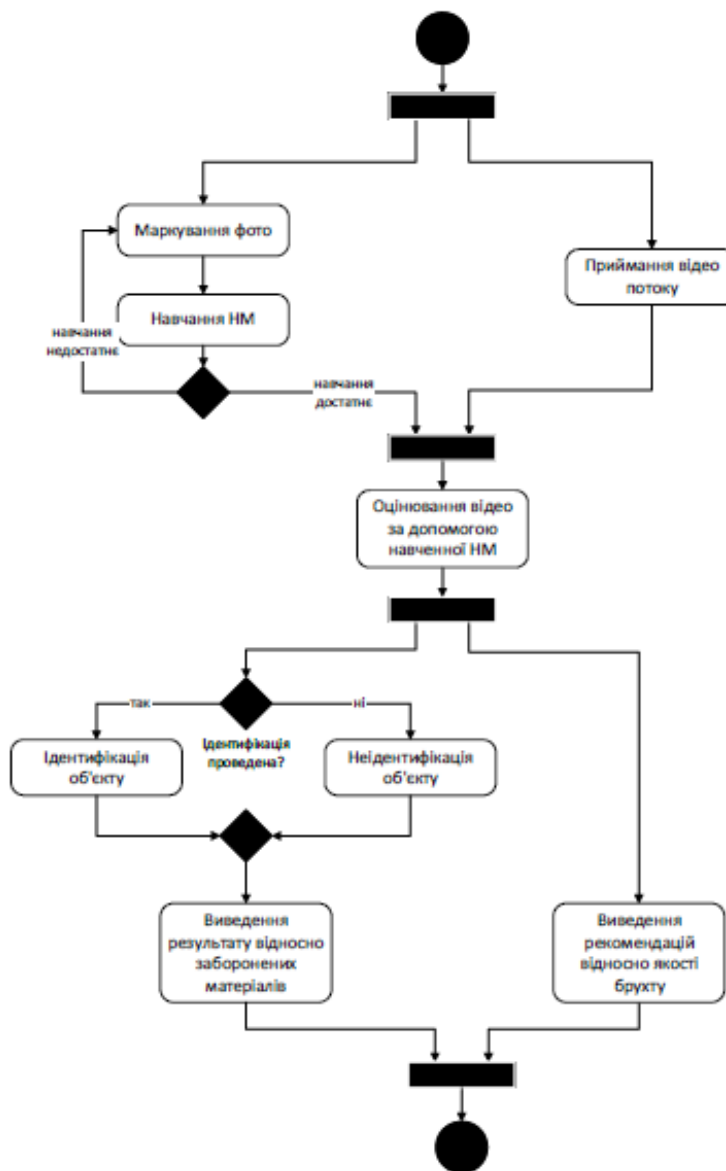 Маркування фото
Приймання відео
потоку
Навчання НМ
навчання
недостатнє
навчання
достатнє
Оцінювання відео
за допомогою
навченної НМ
так
ні
Ідентифікація
проведена?
Ідентифікація
об'єкту
Неідентифікація
об'єкту
Виведення
результату відносно
заборонених
матеріалів
Виведення
рекомендацій
відносно якості
брухту